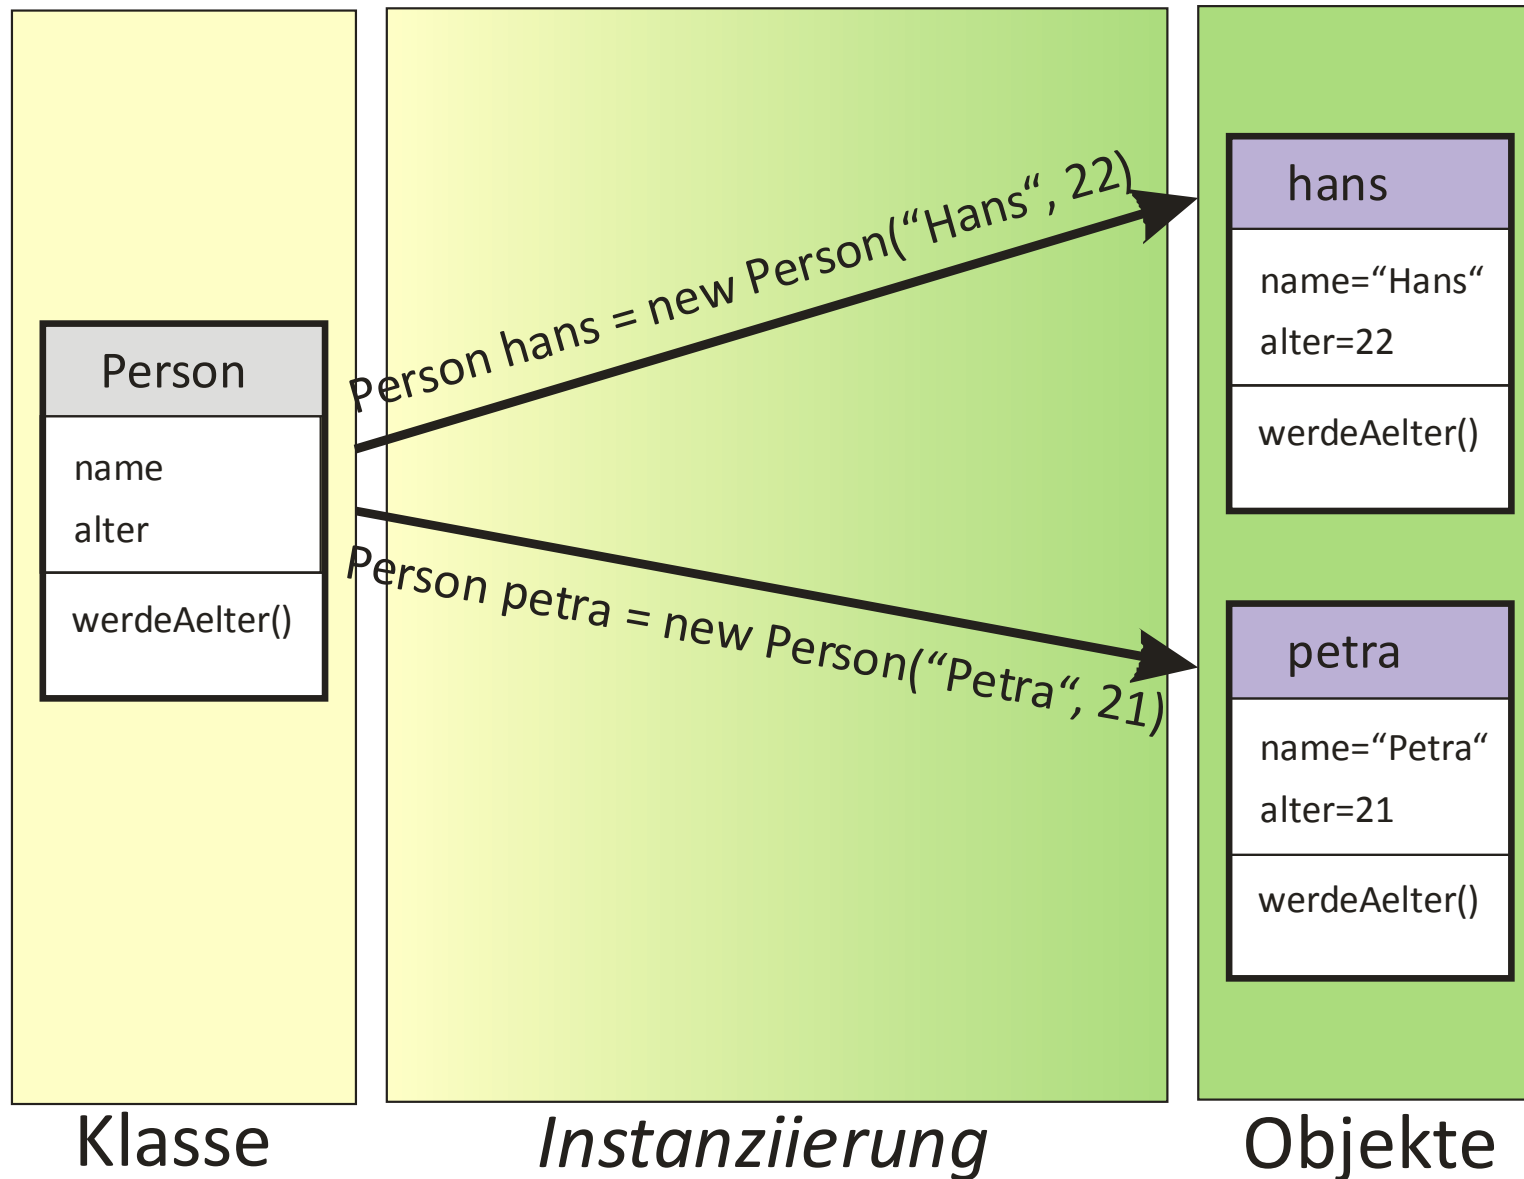 Person
name
alter
werdeAelter()
Person hans = new Person(“Hans“, 22)
Person petra = new Person(“Petra“, 21)
hans
name=“Hans“
alter=22
werdeAelter()
petra
name=“Petra“
alter=21
werdeAelter()
Klasse
Instanziierung
Objekte